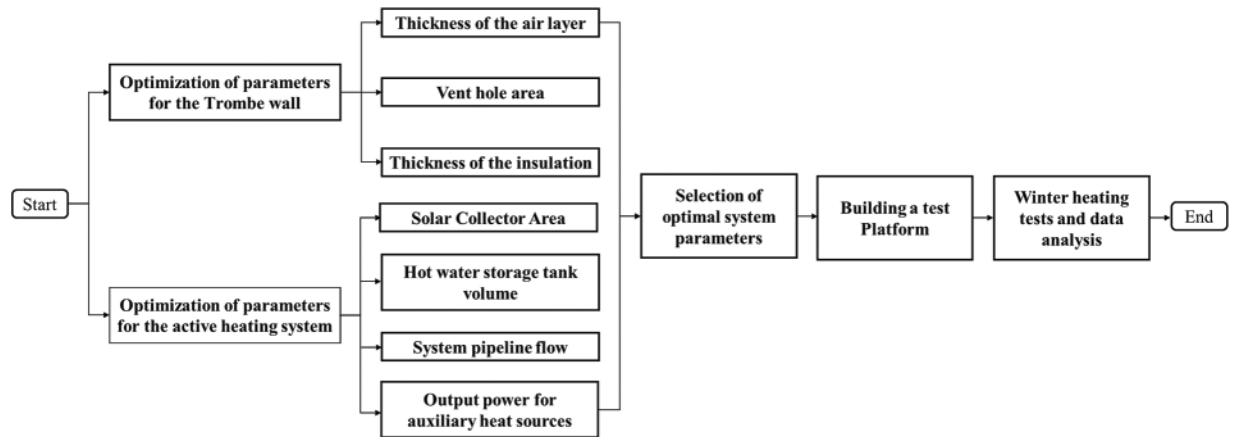 Start
Optimization of parameters
for the Trombe wall
Thickness of the air layer
Vent hole area
Thickness of the insulation
Optimization of parameters
for the active heating system
Solar Collector Area
Hot water storage tank
volume
System pipeline flow
Output power for
auxiliary heat sources
Selection of
optimal system
parameters
Building a test
Platform
Winter heating
tests and data
analysis
End